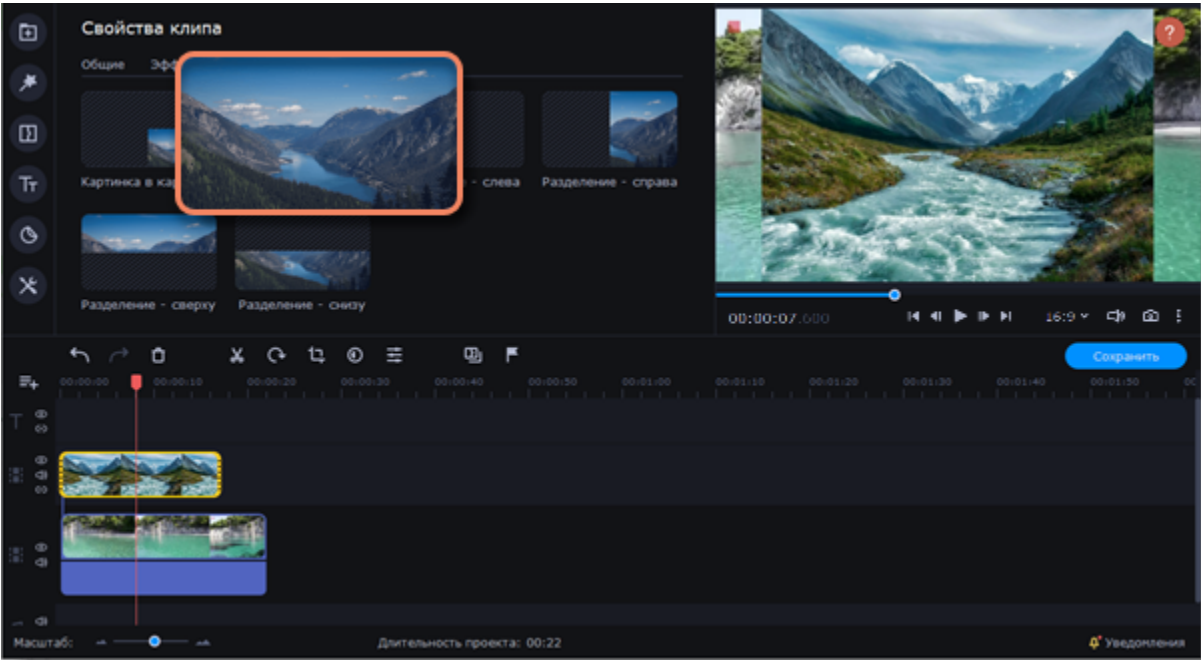 Свойства клипа
?
Общие Эфф
Картинка в кар - слева Разделение - справа
Разделение - сверху Разделение - снизу
00:00:07.600 16:9
Сохранить
00:00:00 00:00:10 00:00:20 00:00:30 00:00:40 00:00:50 00:01:00 00:01:10 00:01:20 00:01:30 00:01:40 00:01:50 00
Масштаб: Длительность проекта: 00:22 Уведомления